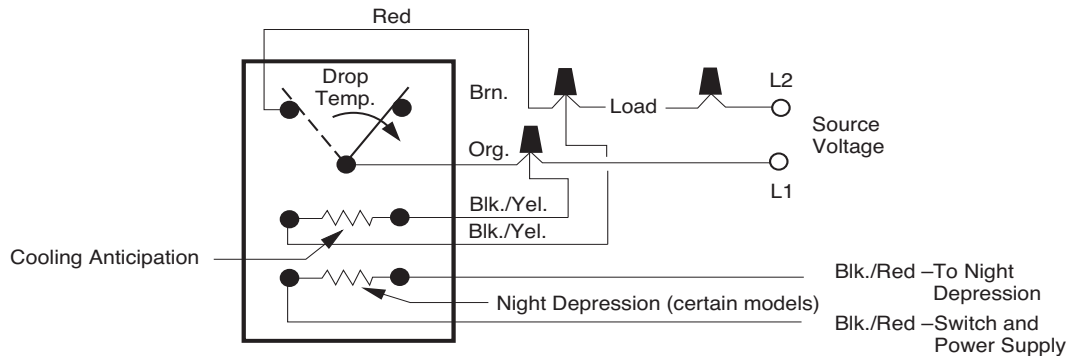 Red
Drop
Temp.
Brn.
Load
L2
Source
Voltage
Org.
L1
Blk./Yel.
Blk./Yel.
Cooling Anticipation
Blk./Red –To Night
Depression
Night Depression (certain models)
Blk./Red –Switch and
Power Supply